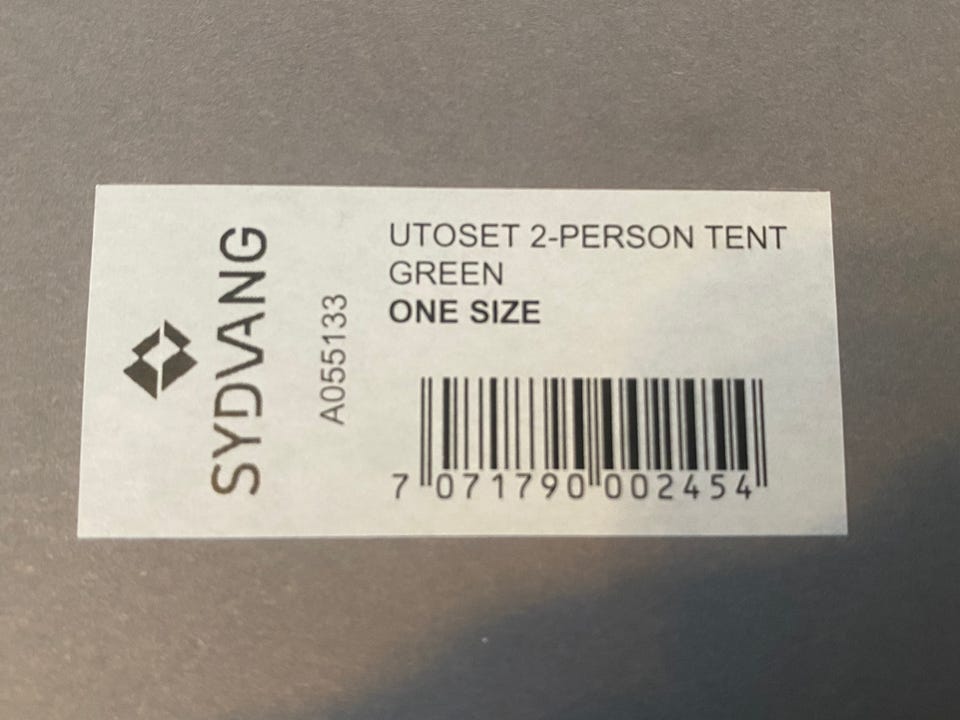 SYDVANG
A055133
UTOSET 2-PERSON TENT
GREEN
ONE SIZE
7 071790 002454